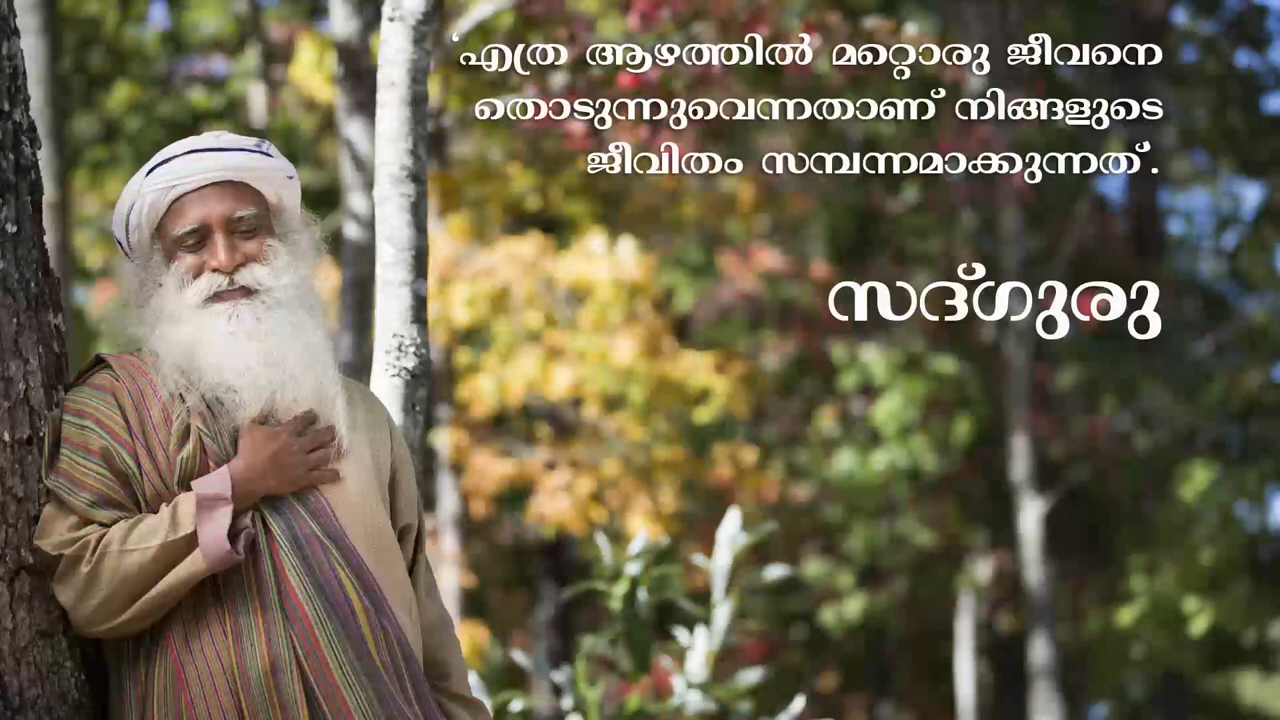 ‘എത്ര ആഴത്തിൽ മറ്റൊരു ജീവനെ
തൊടുന്നുവെന്നതാണ് നിങ്ങളുടെ
ജീവിതം സമ്പന്നമാക്കുന്നത്’.
സദ്ഗുരു